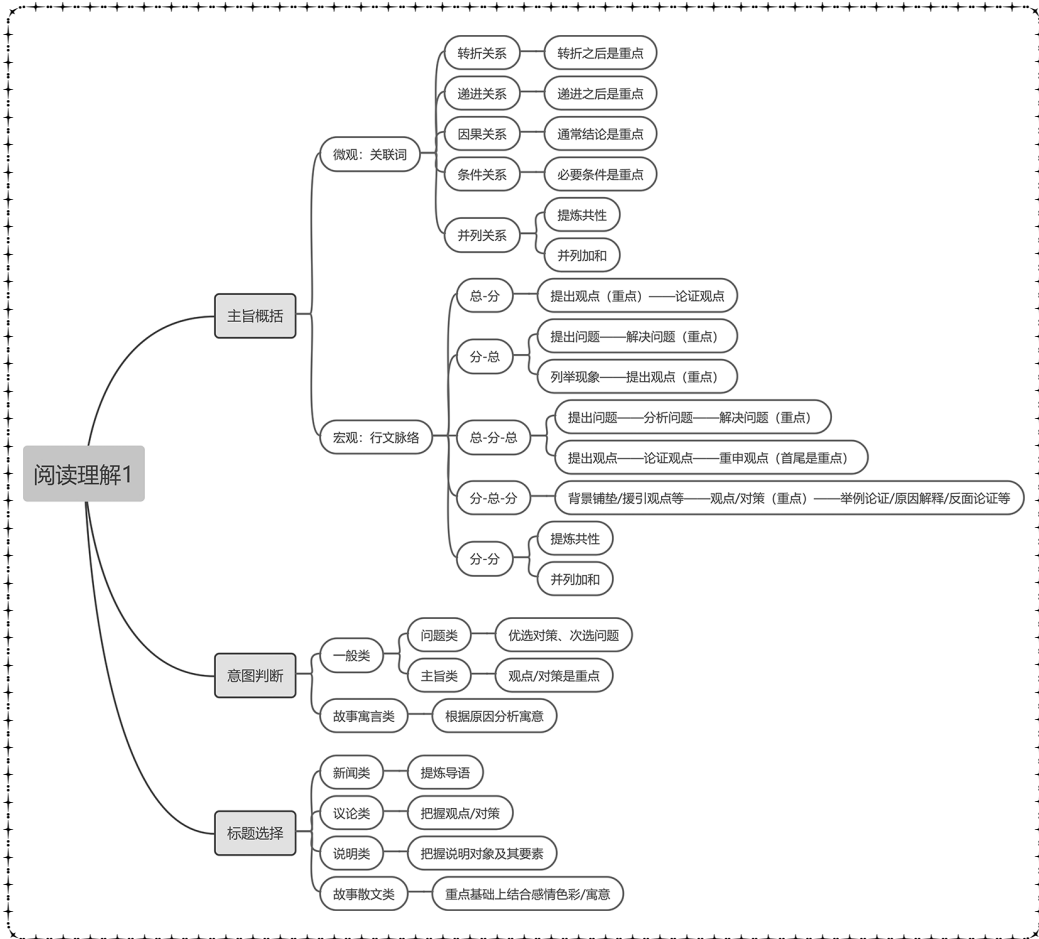 阅读理解1
主旨概括
微观：关联词
转折关系
转折之后是重点
递进关系
递进之后是重点
因果关系
通常结论是重点
条件关系
必要条件是重点
并列关系
提炼共性
并列加和
宏观：行文脉络
总-分
提出观点（重点）——论证观点
分-总
提出问题——解决问题（重点）
列举现象——提出观点（重点）
总-分-总
提出问题——分析问题——解决问题（重点）
提出观点——论证观点——重申观点（首尾是重点）
分-总-分
背景铺垫/援引观点等——观点/对策（重点）——举例论证/原因解释/反面论证等
分-分
提炼共性
并列加和
意图判断
一般类
问题类
优选对策、次选问题
主旨类
观点/对策是重点
故事寓言类
根据原因分析寓意
标题选择
新闻类
提炼导语
议论类
把握观点/对策
说明类
把握说明对象及其要素
故事散文类
重点基础上结合感情色彩/寓意